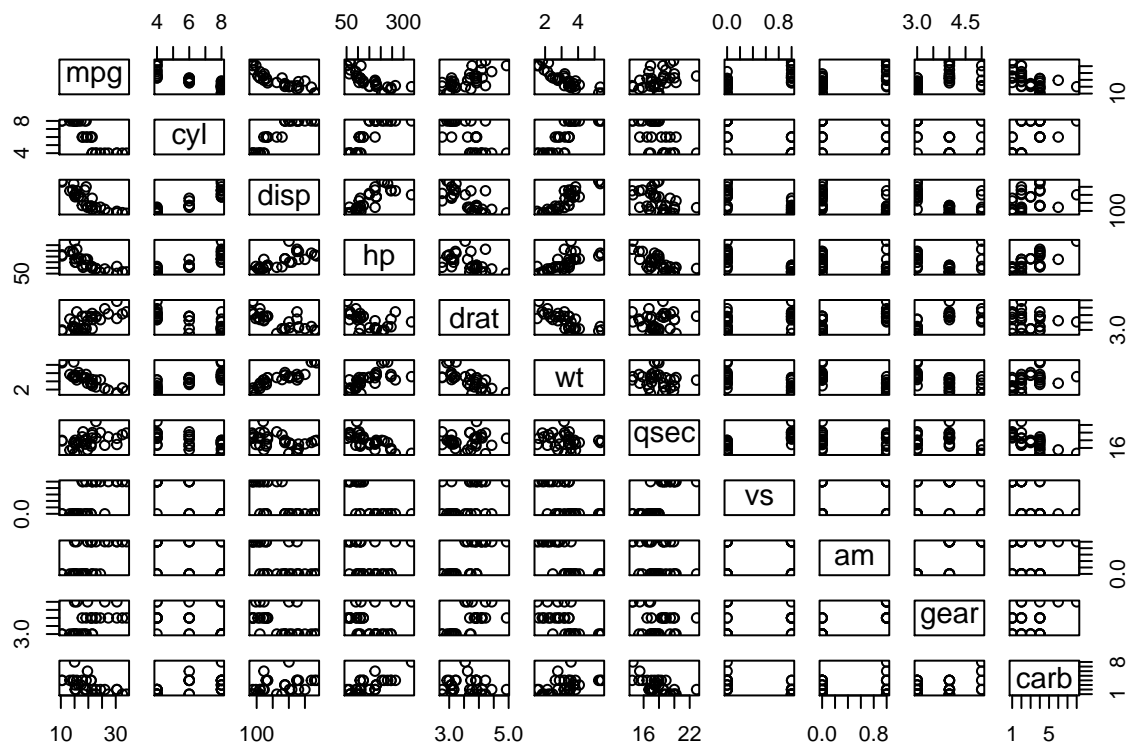 4 6 8 50 300 2 4 0.0 1.0 3.0 4.5
mpg 10
4 8 cyl
disp 100
50 hp
drat 3.0
2 wt
qsec 16
0.0 vs
am 0.0
3.0 gear
carb 1 8
10 30 100 3.0 5.0 16 22 0.0 0.8 1 5